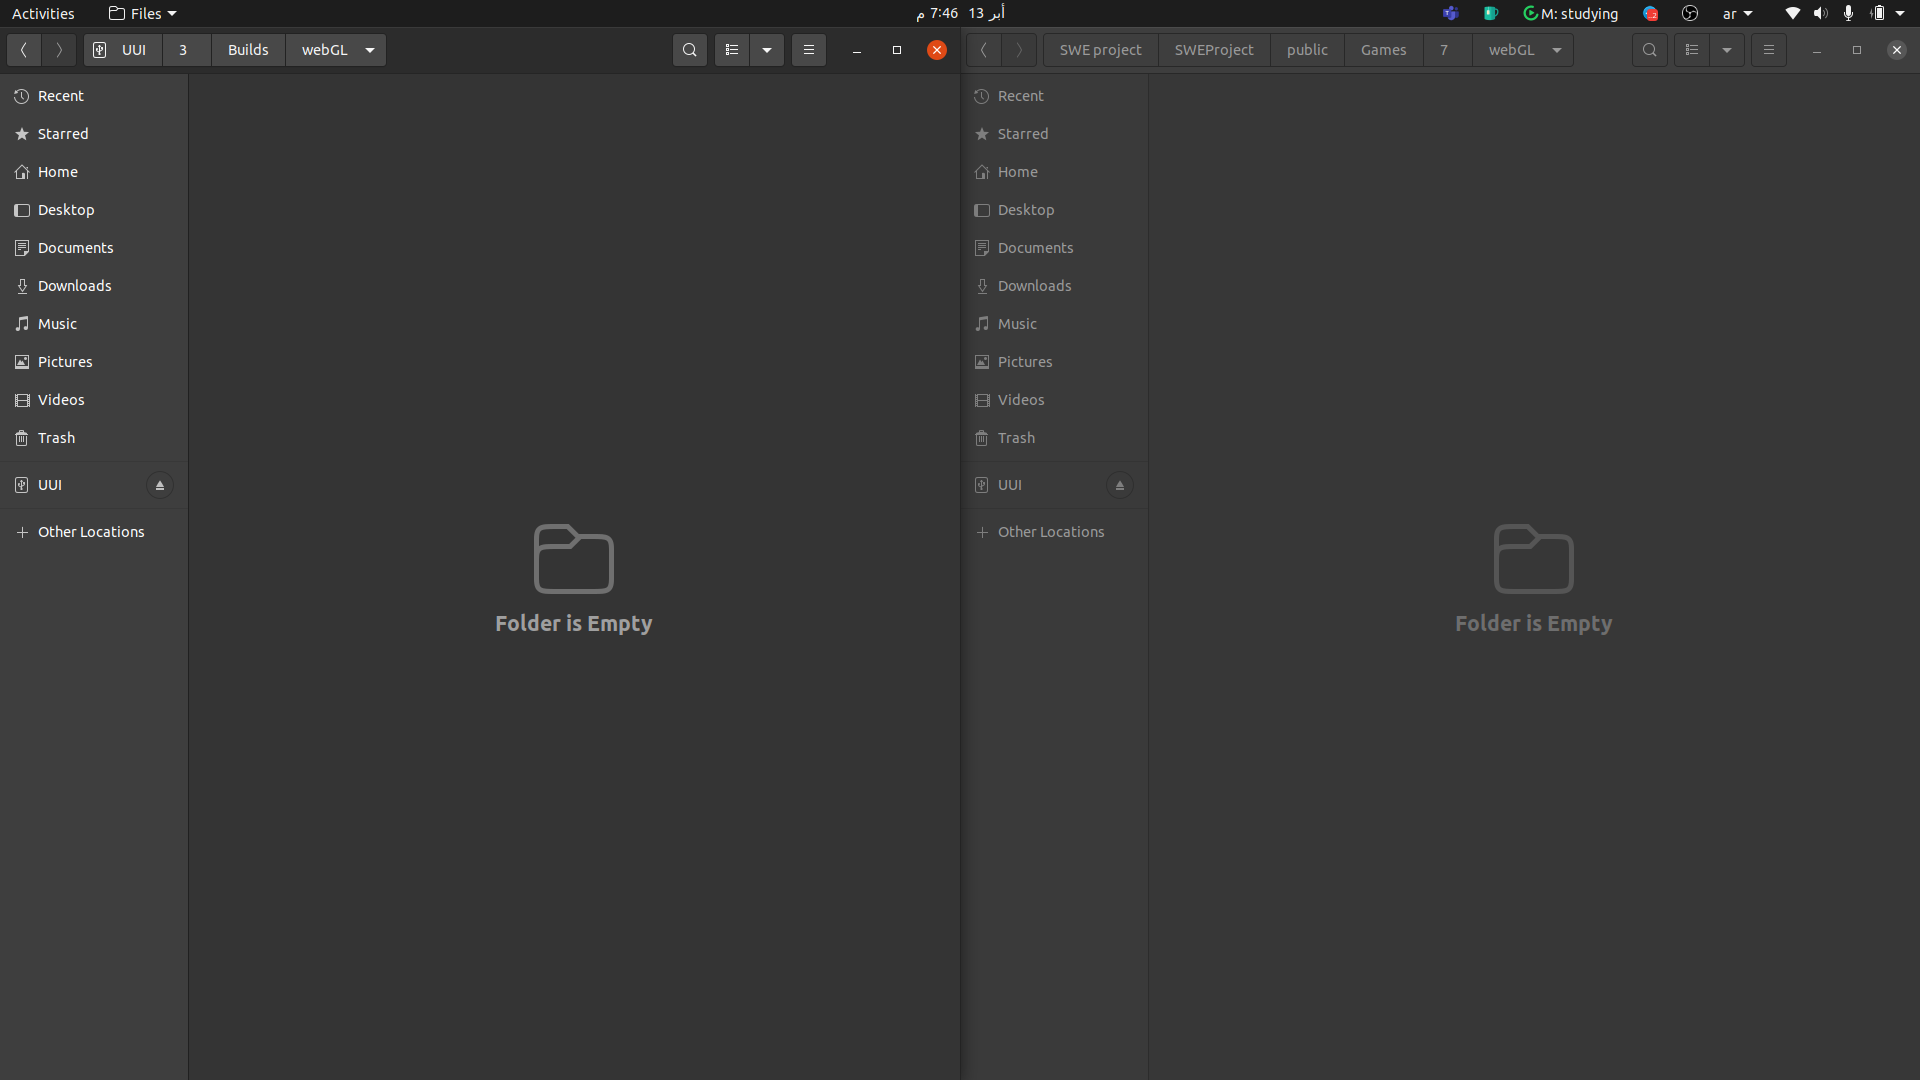 Activities Files 7:46 م 13 أبر M: studying ar
UUI 3 Builds webGL
Recent
Starred
Home
Desktop
Documents
Downloads
Music
Pictures
Videos
Trash
UUI
Other Locations
Folder is Empty
SWE project SWEProject public Games 7 webGL
Recent
Starred
Home
Desktop
Documents
Downloads
Music
Pictures
Videos
Trash
UUI
Other Locations
Folder is Empty